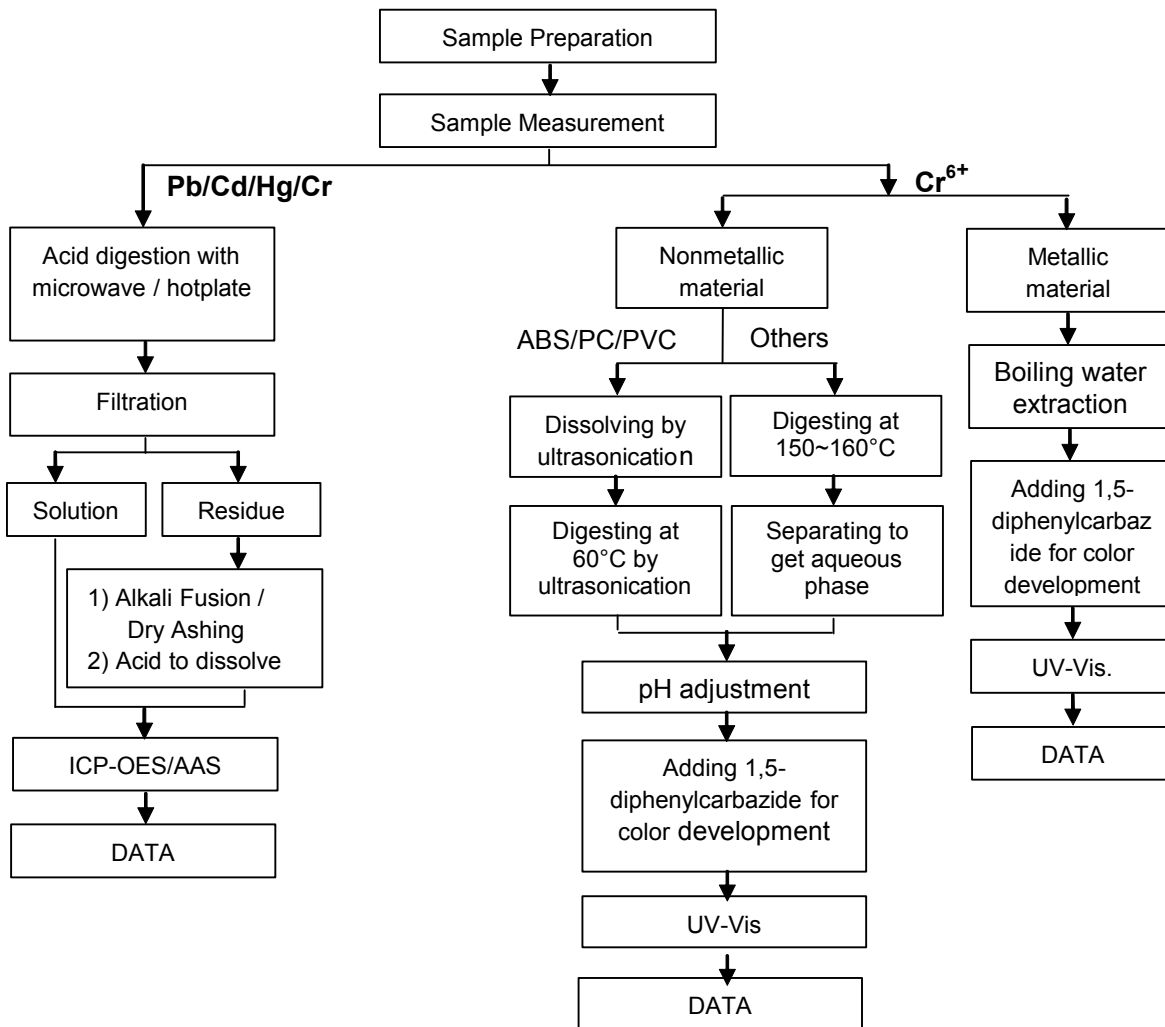 Sample Preparation
Sample Measurement
Pb/Cd/Hg/Cr
Cr6+
Acid digestion with
microwave / hotplate
Filtration
Solution
Residue
1) Alkali Fusion /
Dry Ashing
2) Acid to dissolve
ICP-OES/AAS
DATA
Nonmetallic
material
ABS/PC/PVC
Others
Dissolving by
ultrasonication
Digesting at
150~160°C
Digesting at
60°C by
ultrasonication
Separating to
get aqueous
phase
pH adjustment
Adding 1,5-
diphenylcarbazide for
color development
UV-Vis
DATA
Metallic
material
Boiling water
extraction
Adding 1,5-
diphenylcarbaz
ide for color
development
UV-Vis.
DATA